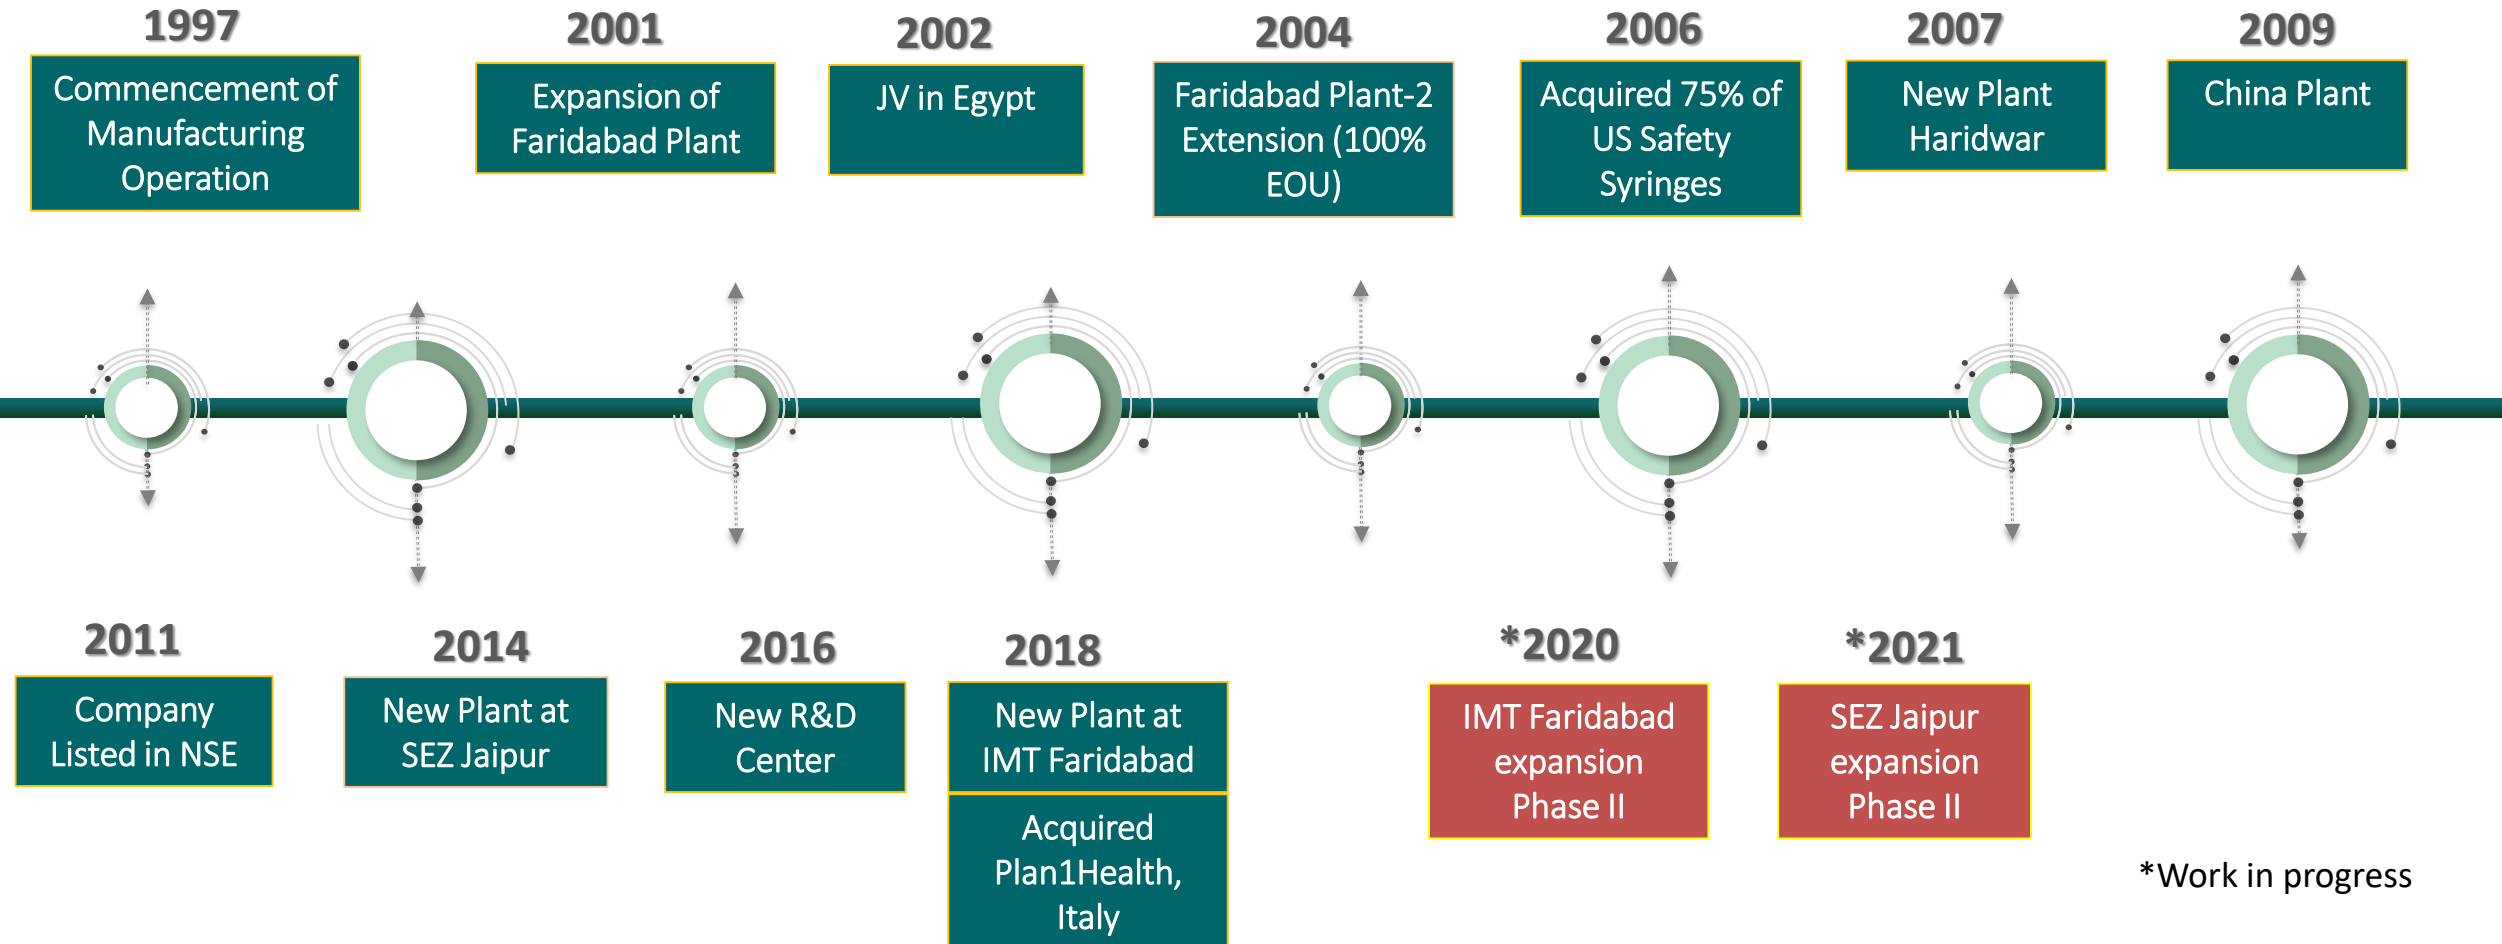 1997
Commencement of
Manufacturing
Operation
2001
Expansion of
Faridabad Plant
2002
JV in Egypt
2004
Faridabad Plant-2
Extension (100%
EOU)
2006
Acquired 75% of
US Safety
Syringes
2007
New Plant
Haridwar
2009
China Plant
2011
Company
Listed in NSE
2014
New Plant at
SEZ Jaipur
2016
New R&D
Center
2018
New Plant at
IMT Faridabad
Acquired
Plan1Health,
Italy
*2020
IMT Faridabad
expansion
Phase II
*2021
SEZ Jaipur
expansion
Phase II
*Work in progress